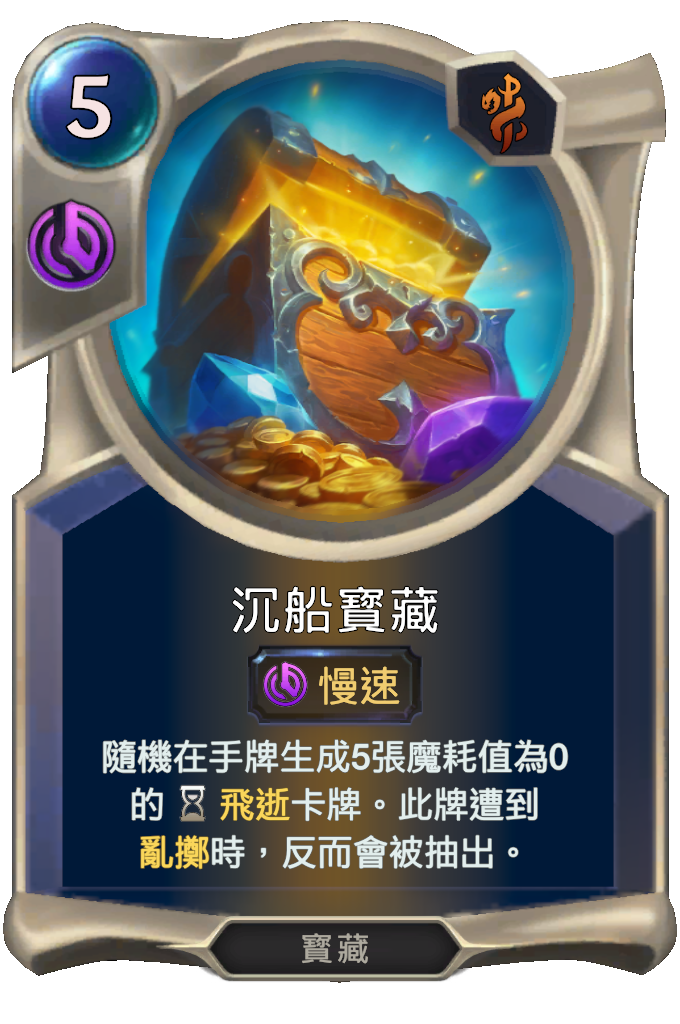 5
沉船寶藏
慢速
隨機在手牌生成5張魔耗值為0
的 飛逝卡牌。此牌遭到
亂擲時,反而會被抽出。
寶藏